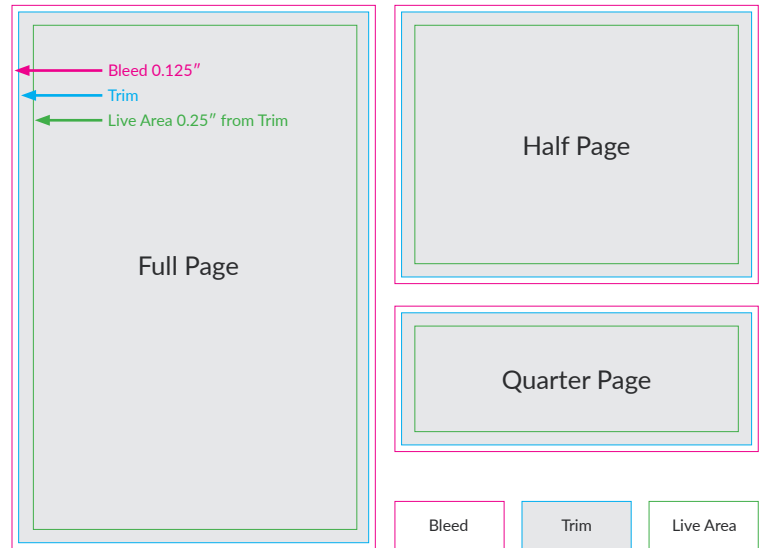 Bleed 0.125″
Trim
Live Area 0.25″ from Trim
Full Page
Half Page
Quarter Page
Bleed
Trim
Live Area